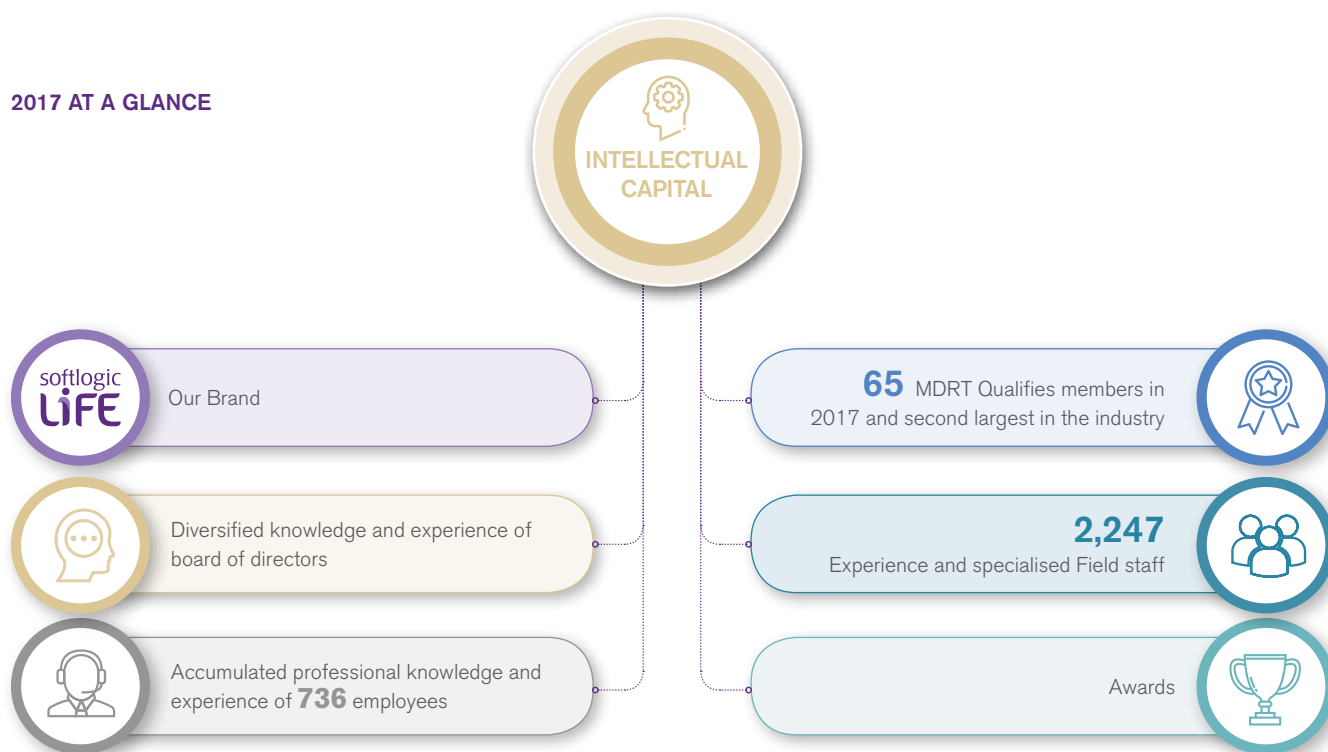 2017 AT A GLANCE
INTELLECTUAL
CAPITAL
softlogic
LiFE
Our Brand
Diversified knowledge and experience of
board of directors
Accumulated professional knowledge and
experience of 736 employees
65 MDRT Qualifies members in
2017 and second largest in the industry
2,247
Experience and specialised Field staff
Awards